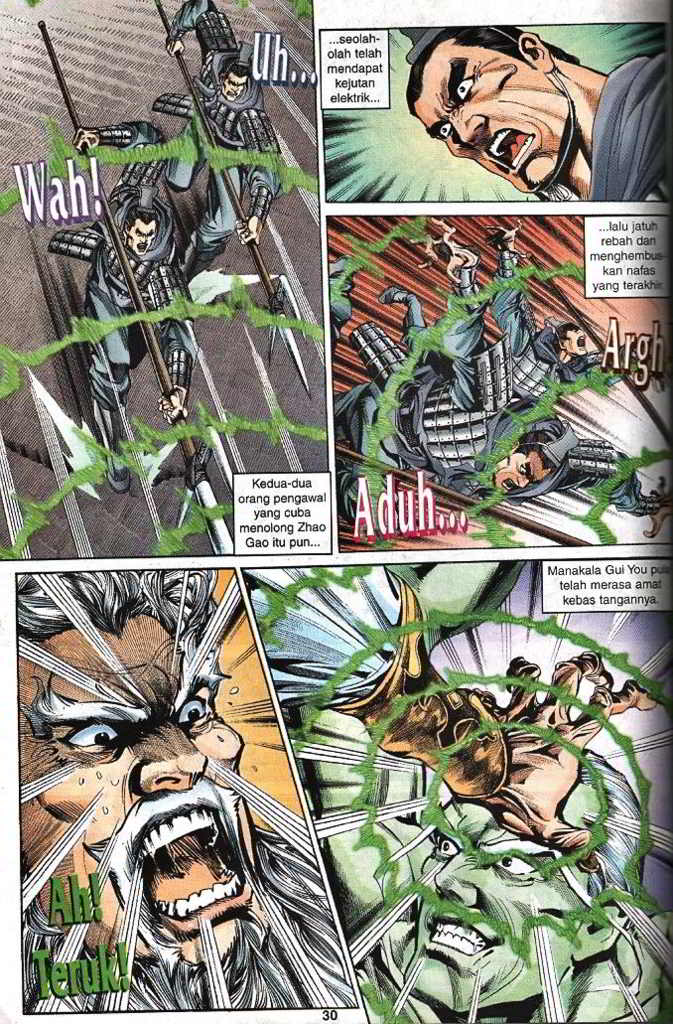 Uh...
Wah!
Kedua-dua
orang pengawal
yang cuba
menolong Zhao
Gao itu pun...
...seolah-
olah telah
mendapat
kejutan
elektrik...
...lalu jatuh
rebah dan
menghembus-
kan nafas
yang terakhir.
Argh!
Aduh...
Ah!
Teruk!
Manakala Gui You pula
telah merasa amat
kebas tangannya.
30